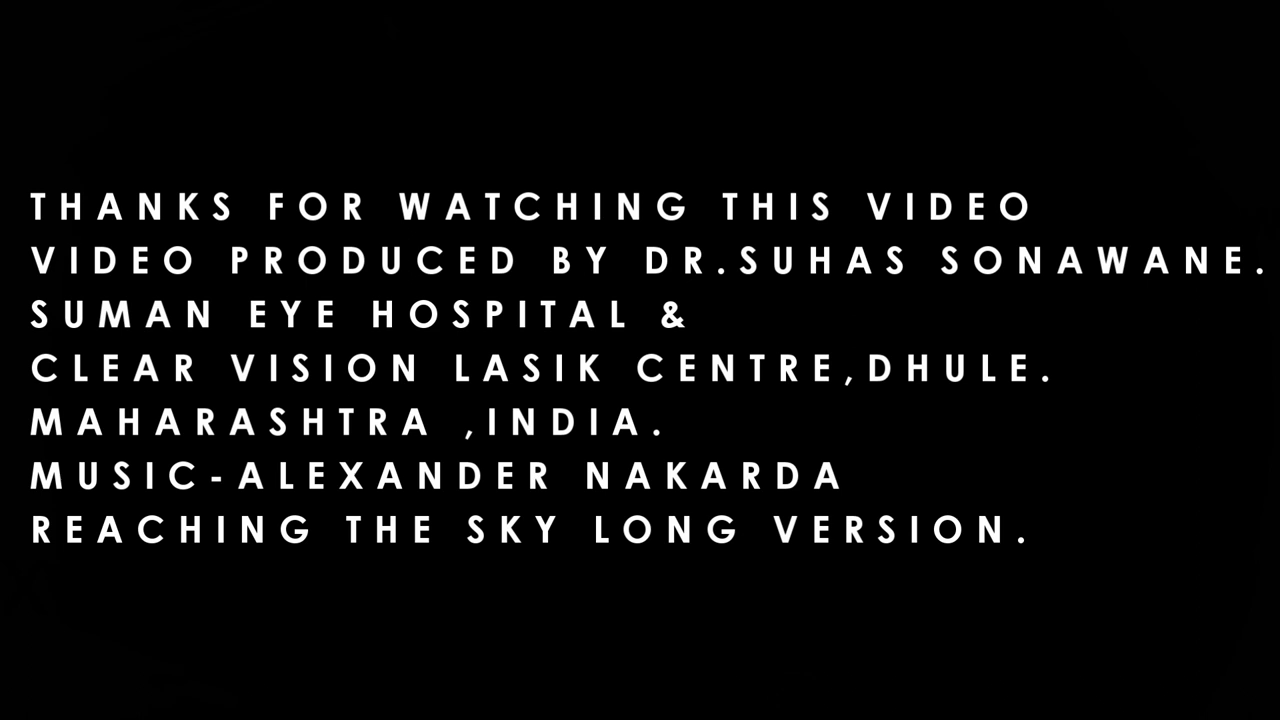 THANKS FOR WATCHING THIS VIDEO
VIDEO PRODUCED BY DR.SUHAS SONAWANE.
SUMAN EYE HOSPITAL &
CLEAR VISION LASIK CENTRE,DHULE.
MAHARASHTRA ,INDIA.
MUSIC-ALEXANDER NAKARDA
REACHING THE SKY LONG VERSION.